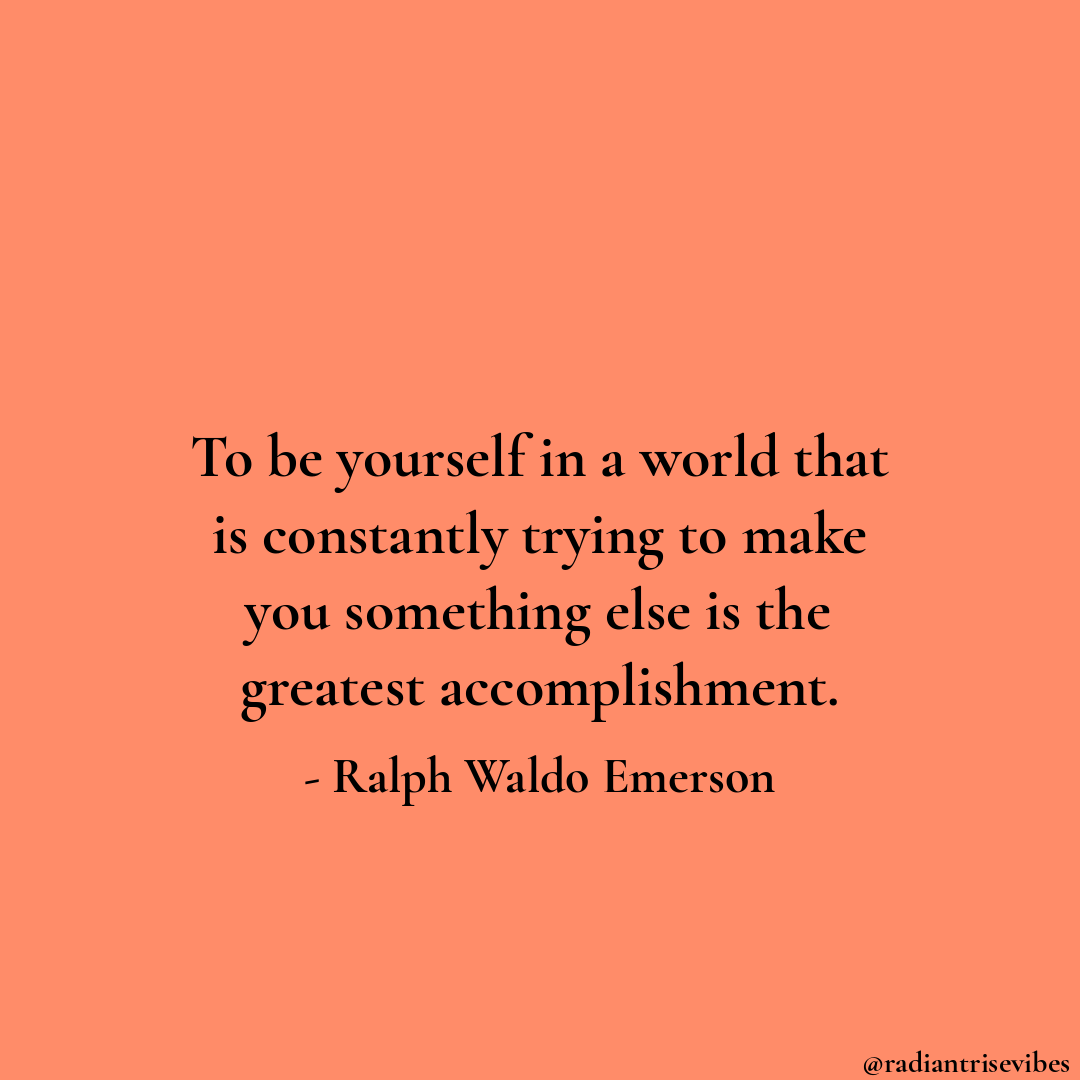 To be yourself in a world that
is constantly trying to make
you something else is the
greatest accomplishment.
- Ralph Waldo Emerson
@radiantrisevibes